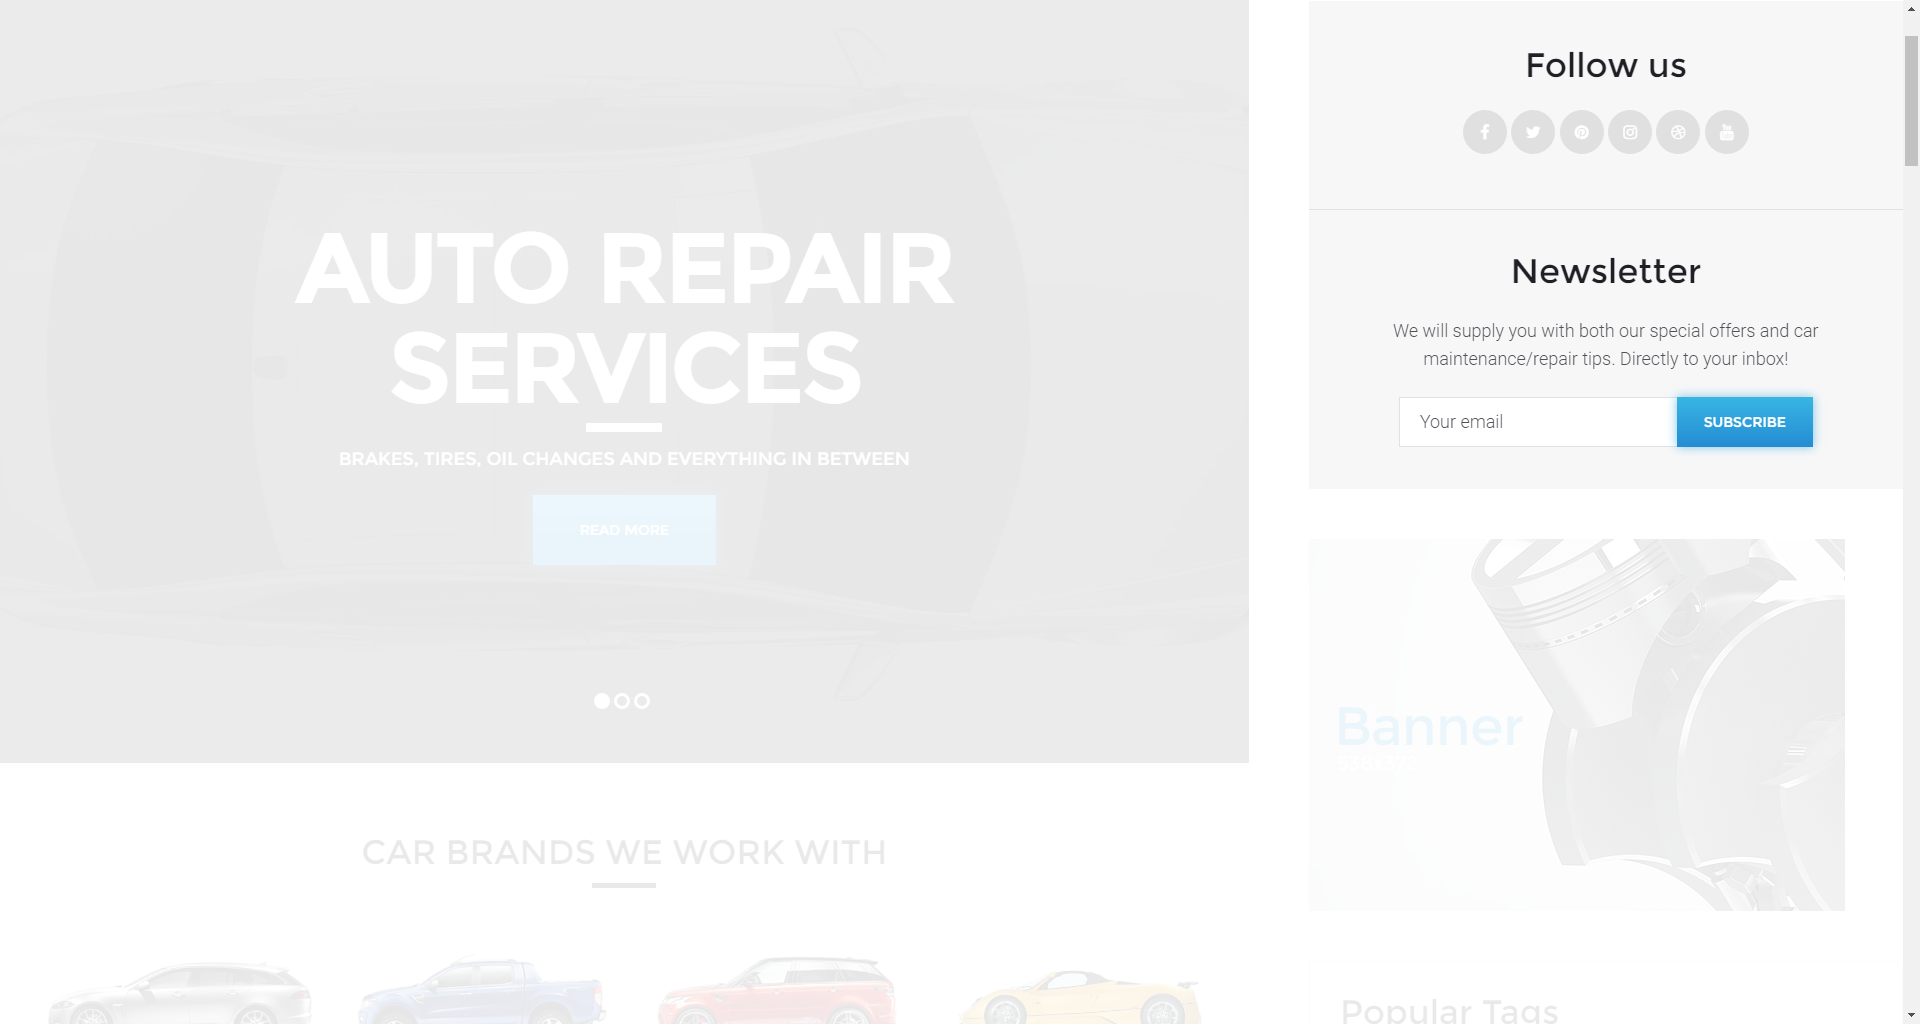 AUTO REPAIR
SERVICES
BRAKES, TIRES, OIL CHANGES AND EVERYTHING IN BETWEEN
READ MORE
CAR BRANDS WE WORK WITH
Follow us
Newsletter
We will supply you with both our special offers and car
maintenance/repair tips. Directly to your inbox!
Your email
SUBSCRIBE
Banner
Popular Tags